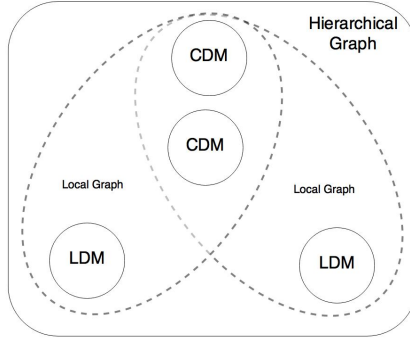 Hierarchical
Graph
CDM
CDM
Local Graph
Local Graph
LDM
LDM